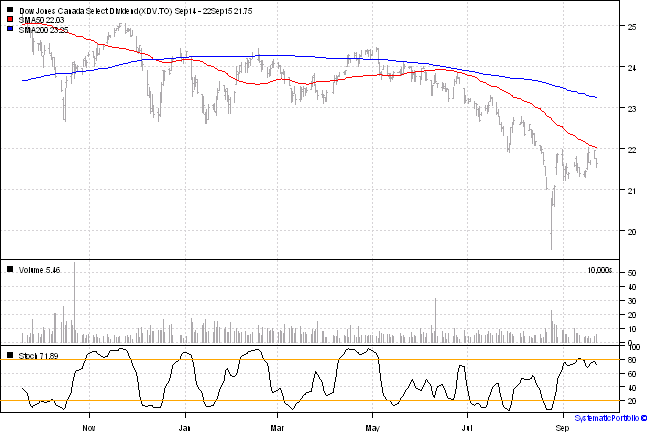 Dow Jones Canada Select Dividend(XDV.TO) Sep14 - 22Sep15 21.75
SMA50 22.03
SMA200 23.25
25
24
23
22
21
20
Volume 5.46
10,000s
50
40
30
20
10
0
Stoch 71.89
100
80
60
40
20
Nov
Jan
Mar
May
Jul
Sep
SystematicPortfolio ©